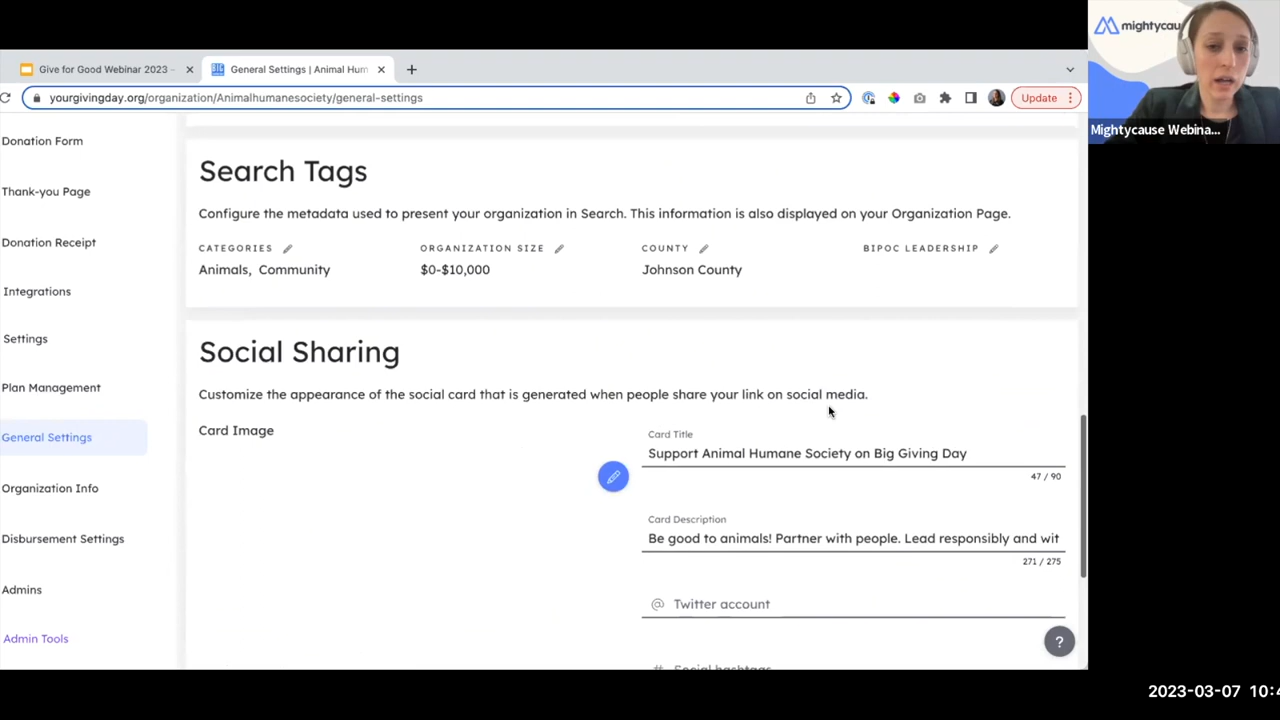 Give for Good Webinar 2023 -
General Settings | Animal Hum
yourgivingday.org/organization/Animalhumanesociety/general-settings
Update
mightycau
Mightycause Webina...
Donation Form
Thank-you Page
Donation Receipt
Integrations
Settings
Plan Management
General Settings
Organization Info
Disbursement Settings
Admins
Admin Tools
Search Tags
Configure the metadata used to present your organization in Search. This information is also displayed on your Organization Page.
CATEGORIES ORGANIZATION SIZE COUNTY BIPOC LEADERSHIP
Animals, Community $0-$10,000 Johnson County
Social Sharing
Customize the appearance of the social card that is generated when people share your link on social media.
Card Image
Card Title
Support Animal Humane Society on Big Giving Day
47 / 90
Card Description
Be good to animals! Partner with people. Lead responsibly and wit
271 / 275
@ Twitter account
# Social hashtags
?
2023-03-07 10:4